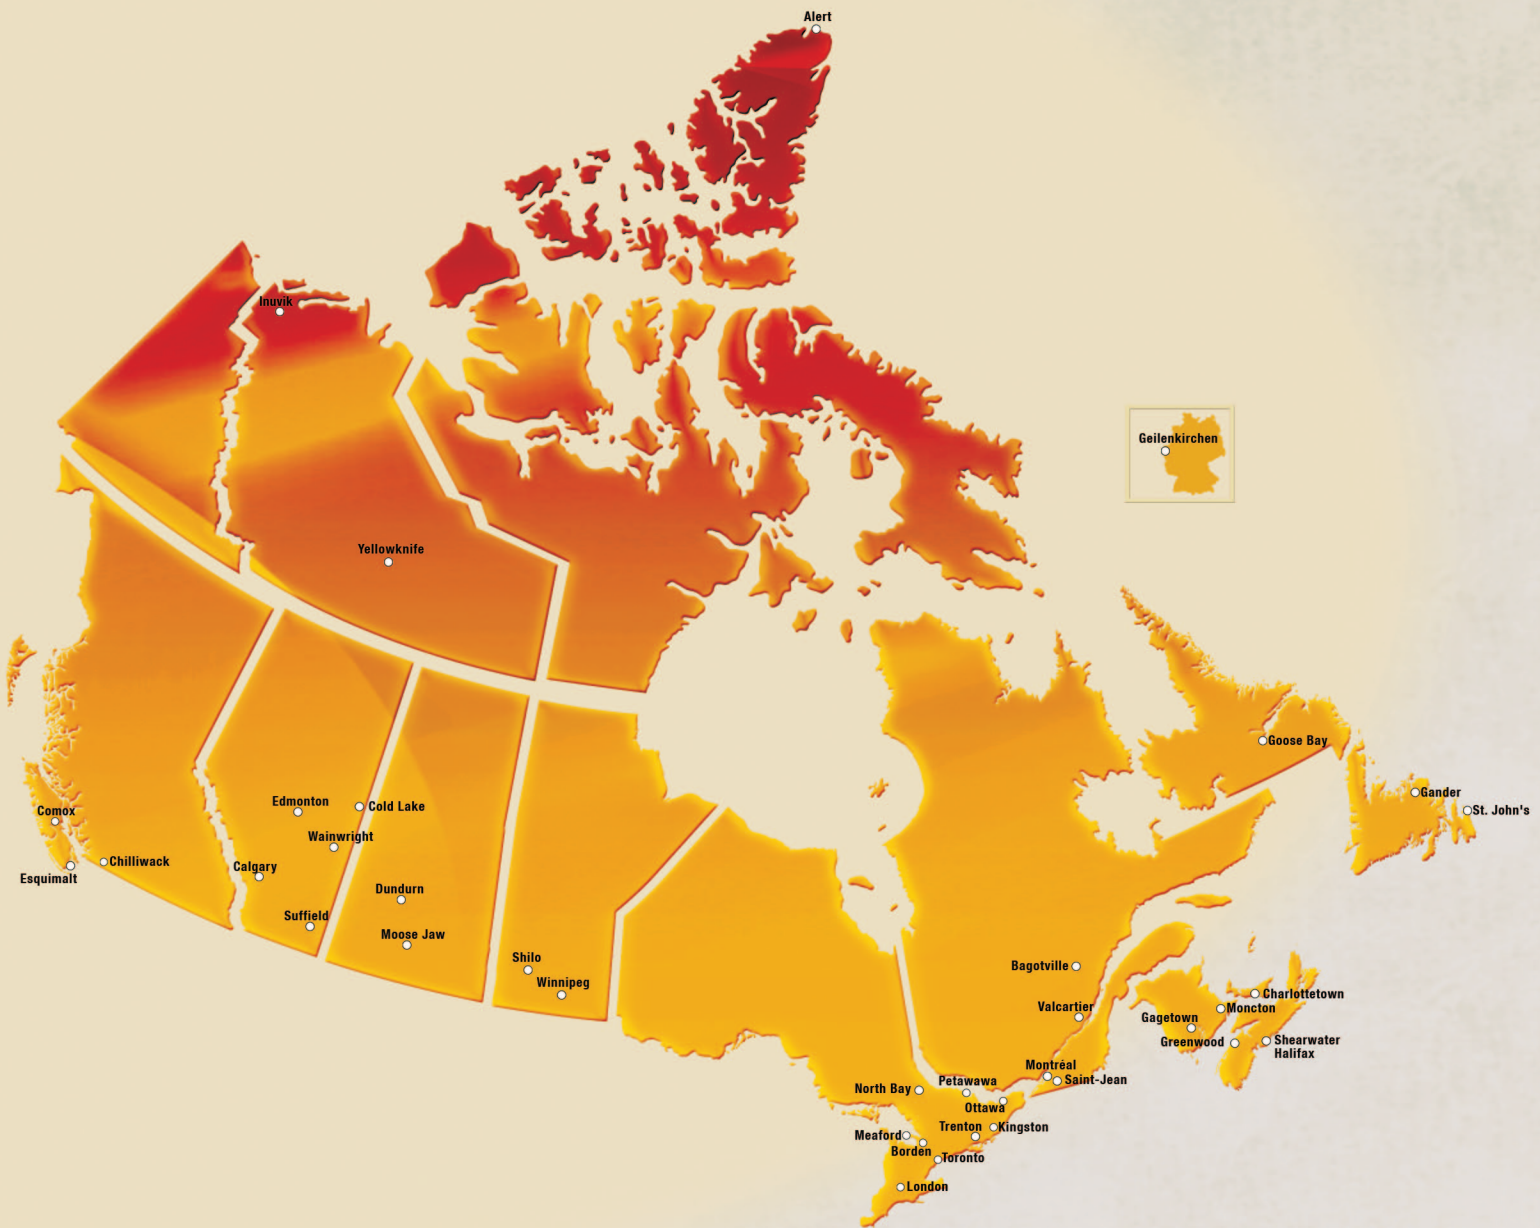 Alert
Inuvik
Geilenkirchen
Yellowknife
Goose Bay
Gander
St. John's
Edmonton
Cold Lake
Comox
Wainwright
Chilliwack
Calgary
Esquimalt
Dundurn
Suffield
Moose Jaw
Shilo
Winnipeg
Bagotville
Charlottetown
Valcartier
Moncton
Gagetown
Greenwood
Shearwater
Halifax
Montréal
Saint-Jean
Petawawa
North Bay
Ottawa
Trenton
Kingston
Meaford
Borden
Toronto
London